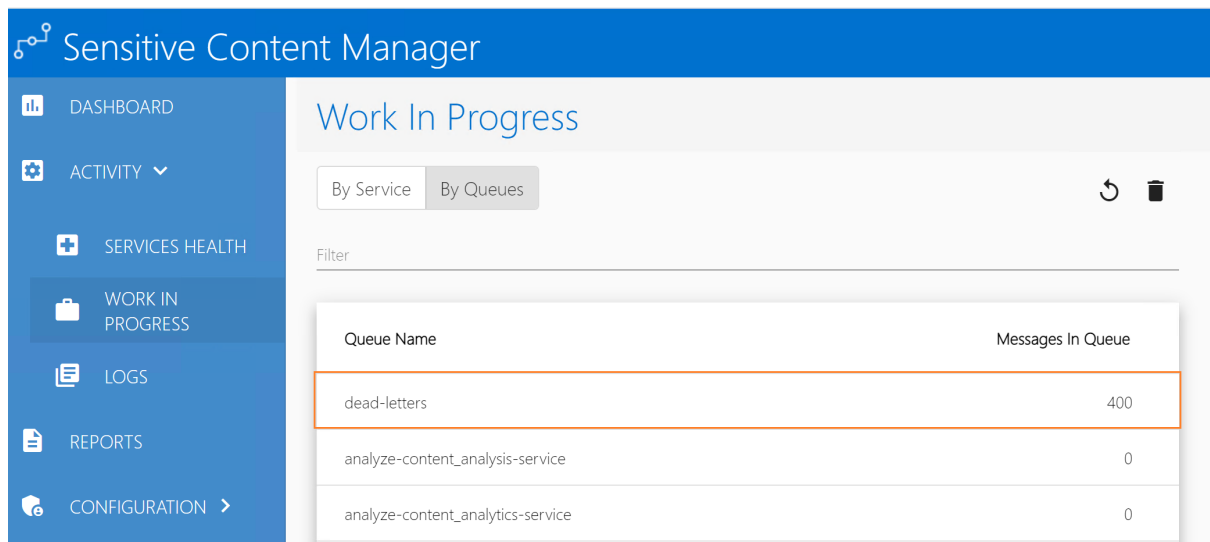 Sensitive Content Manager
DASHBOARD
ACTIVITY
SERVICES HEALTH
WORK IN
PROGRESS
LOGS
REPORTS
CONFIGURATION
Work In Progress
By Service By Queues
Filter
Queue Name Messages In Queue
dead-letters 400
analyze-content_analysis-service 0
analyze-content_analytics-service 0